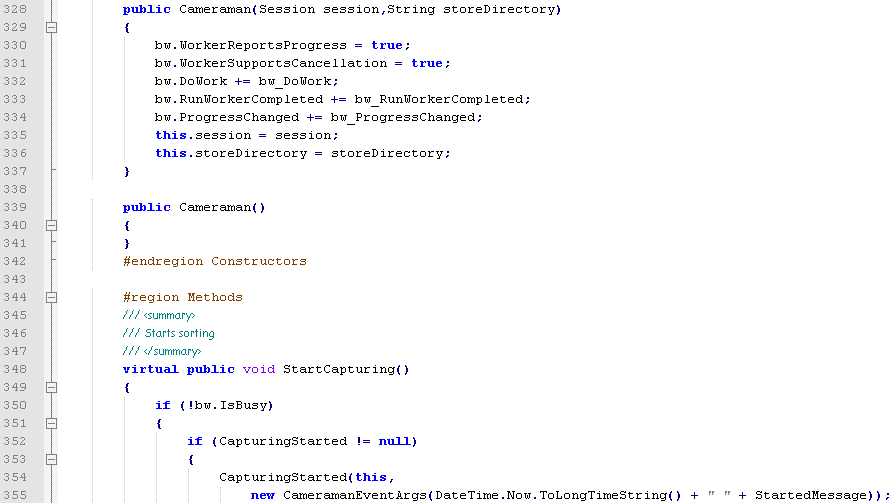 328 public Cameraman(Session session,String storeDirectory)
329 {
330 bw.WorkerReportsProgress = true;
331 bw.WorkerSupportsCancellation = true;
332 bw.DoWork += bw_DoWork;
333 bw.RunWorkerCompleted += bw_RunWorkerCompleted;
334 bw.ProgressChanged += bw_ProgressChanged;
335 this.session = session;
336 this.storeDirectory = storeDirectory;
337 }
338
339 public Cameraman()
340 {
341 }
342 #endregion Constructors
343
344 #region Methods
345 /// <summary>
346 /// Starts sorting
347 /// </summary>
348 virtual public void StartCapturing()
349 {
350 if (!bw.IsBusy)
351 {
352 if (CapturingStarted != null)
353 {
354 CapturingStarted(this,
355 new CameramanEventArgs(DateTime.Now.ToLongTimeString() + " " + StartedMessage));